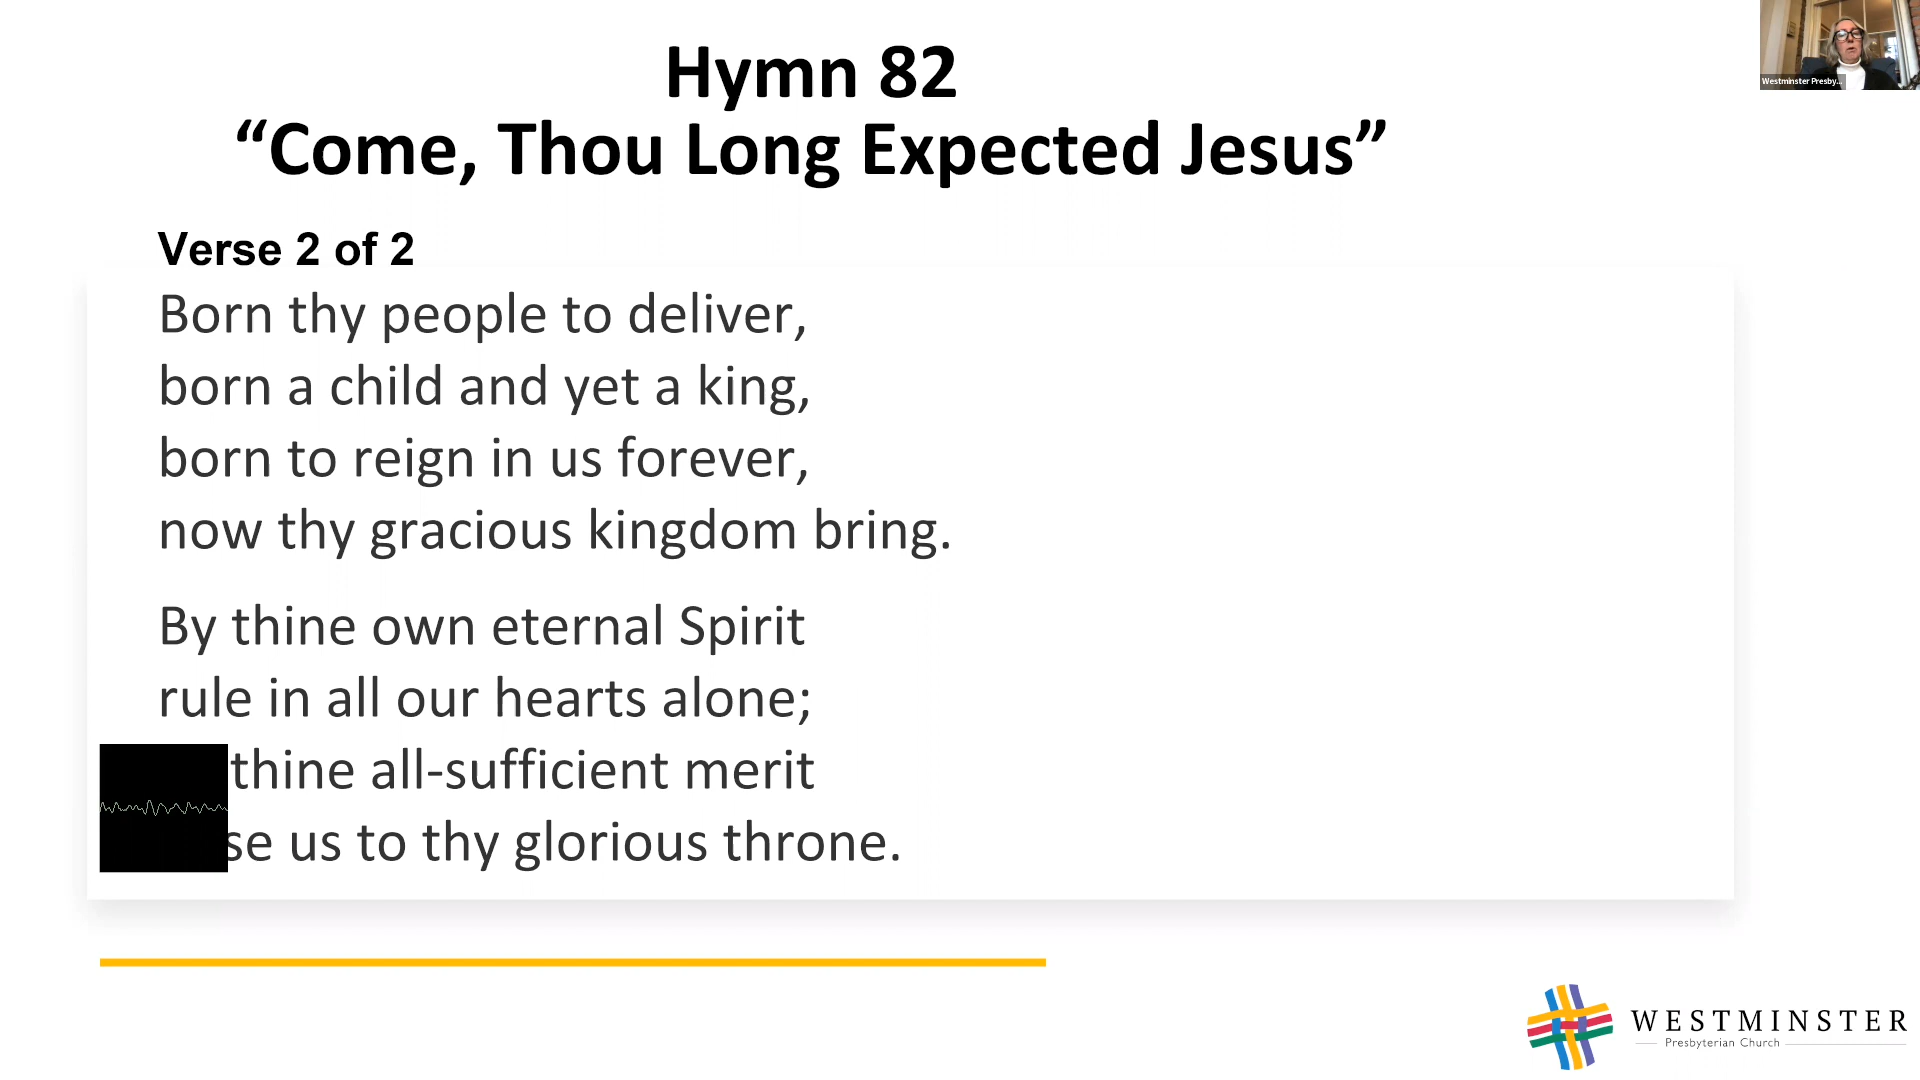 Hymn 82
“Come, Thou Long Expected Jesus”
Westminster Presby...
Verse 2 of 2
Born thy people to deliver,
born a child and yet a king,
born to reign in us forever,
now thy gracious kingdom bring.
By thine own eternal Spirit
rule in all our hearts alone;
thine all-sufficient merit
se us to thy glorious throne.
WESTMINSTER
Presbyterian Church